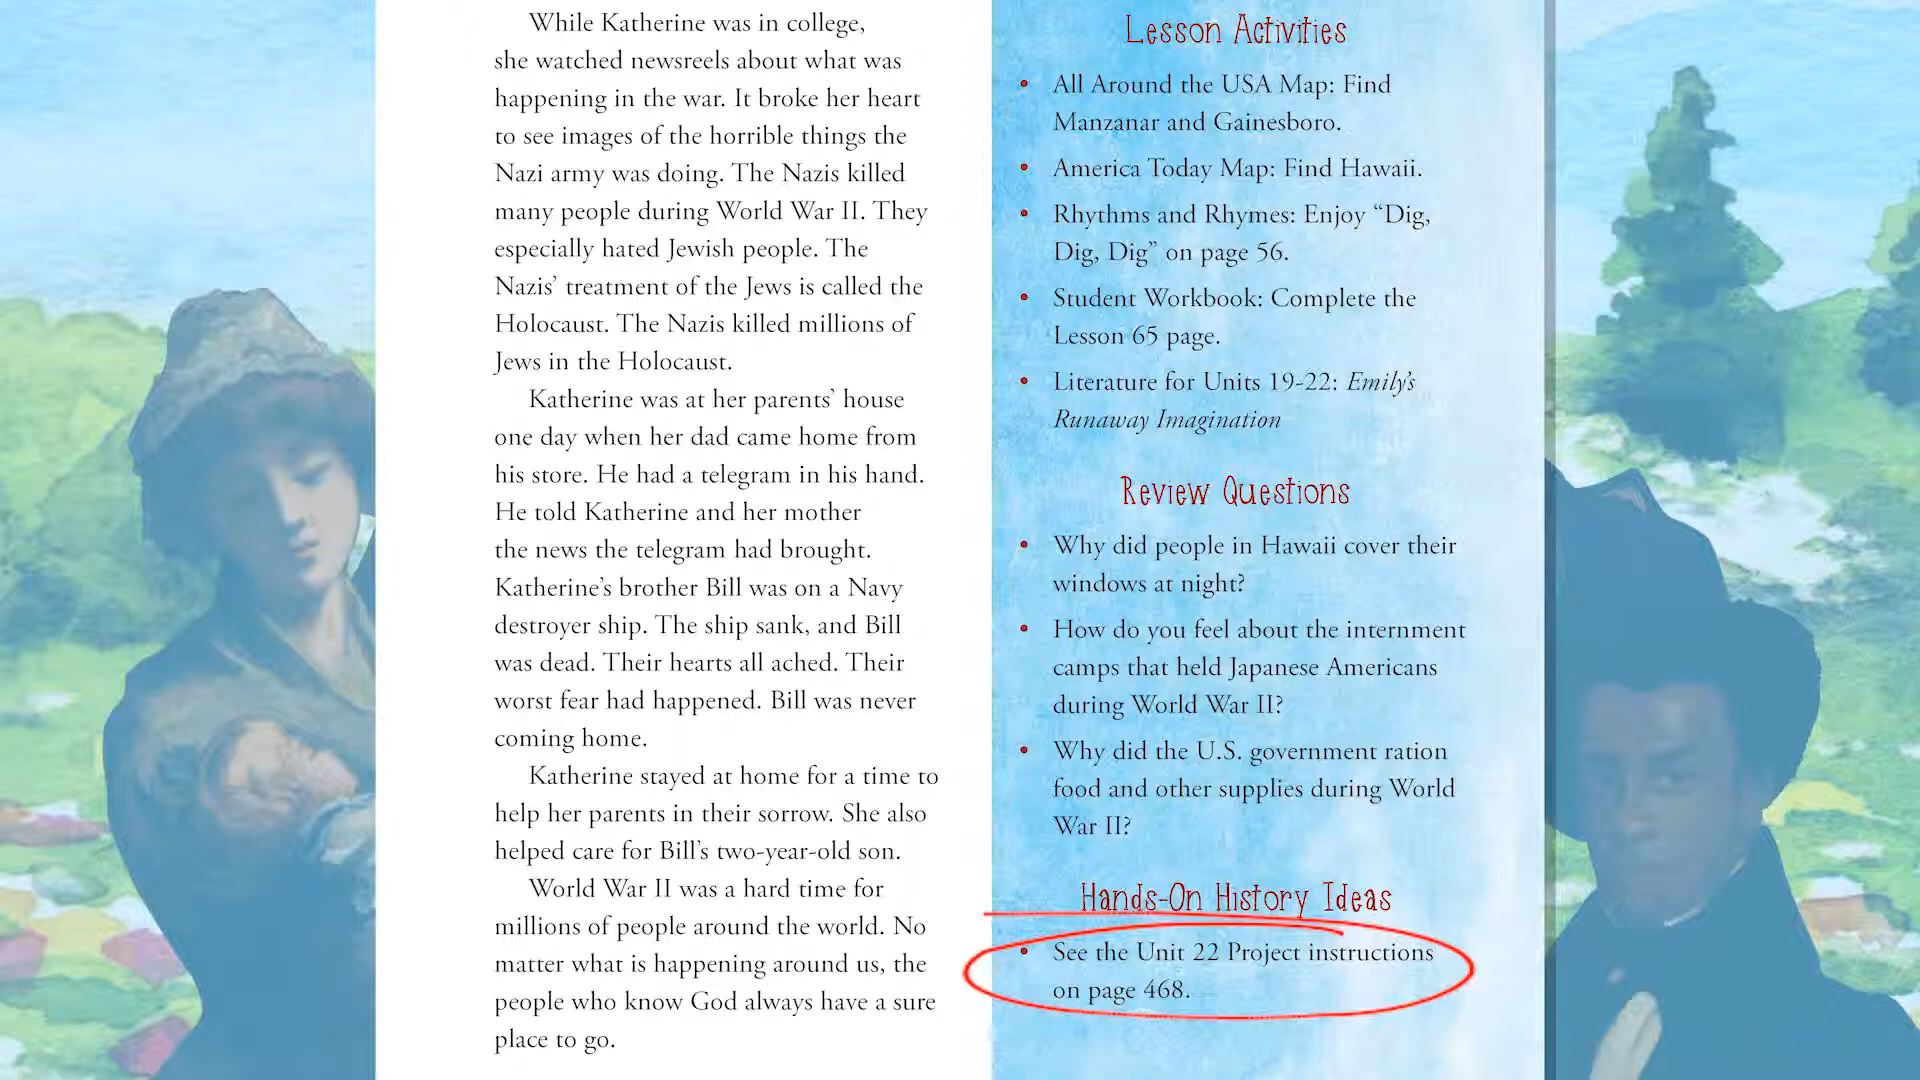 While Katherine was in college,
she watched newsreels about what was
happening in the war. It broke her heart
to see images of the horrible things the
Nazi army was doing. The Nazis killed
many people during World War II. They
especially hated Jewish people. The
Nazis’ treatment of the Jews is called the
Holocaust. The Nazis killed millions of
Jews in the Holocaust.
Katherine was at her parents’ house
one day when her dad came home from
his store. He had a telegram in his hand.
He told Katherine and her mother
the news the telegram had brought.
Katherine’s brother Bill was on a Navy
destroyer ship. The ship sank, and Bill
was dead. Their hearts all ached. Their
worst fear had happened. Bill was never
coming home.
Katherine stayed at home for a time to
help her parents in their sorrow. She also
helped care for Bill’s two-year-old son.
World War II was a hard time for
millions of people around the world. No
matter what is happening around us, the
people who know God always have a sure
place to go.
Lesson Activities
• All Around the USA Map: Find
Manzanar and Gainesboro.
• America Today Map: Find Hawaii.
• Rhythms and Rhymes: Enjoy “Dig,
Dig, Dig” on page 56.
• Student Workbook: Complete the
Lesson 65 page.
• Literature for Units 19-22: Emily’s
Runaway Imagination
Review Questions
• Why did people in Hawaii cover their
windows at night?
• How do you feel about the internment
camps that held Japanese Americans
during World War II?
• Why did the U.S. government ration
food and other supplies during World
War II?
Hands-On History Ideas
• See the Unit 22 Project instructions
on page 468.